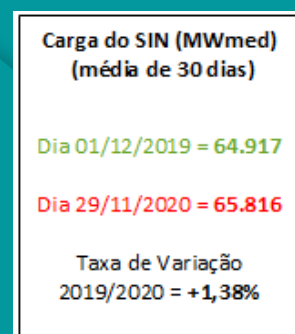 Carga do SIN (MWmed)
(média de 30 dias)
Dia 01/12/2019 = 64.917
Dia 29/11/2020 = 65.816
Taxa de Variação
2019/2020 = +1,38%